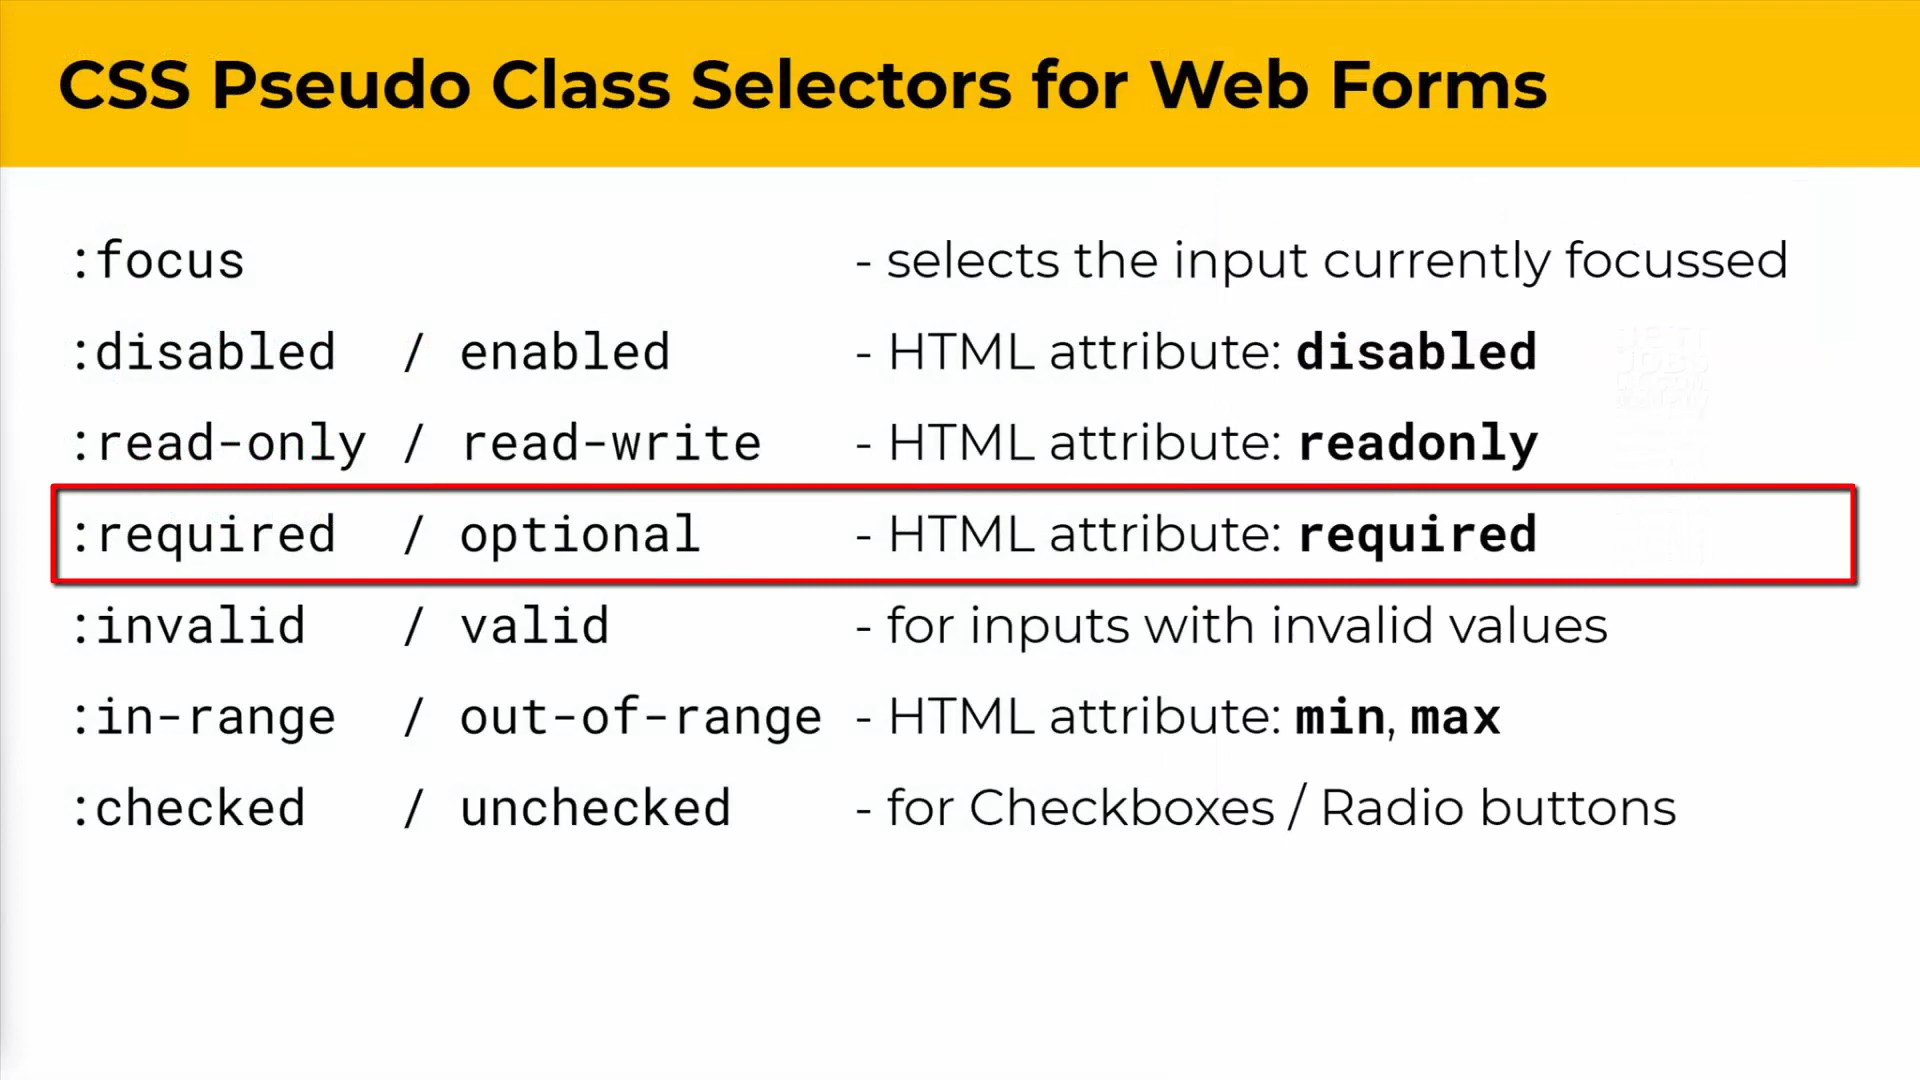 CSS Pseudo Class Selectors for Web Forms
:focus - selects the input currently focussed
:disabled / enabled - HTML attribute: disabled
:read-only / read-write - HTML attribute: readonly
:required / optional - HTML attribute: required
:invalid / valid - for inputs with invalid values
:in-range / out-of-range - HTML attribute: min, max
:checked / unchecked - for Checkboxes / Radio buttons